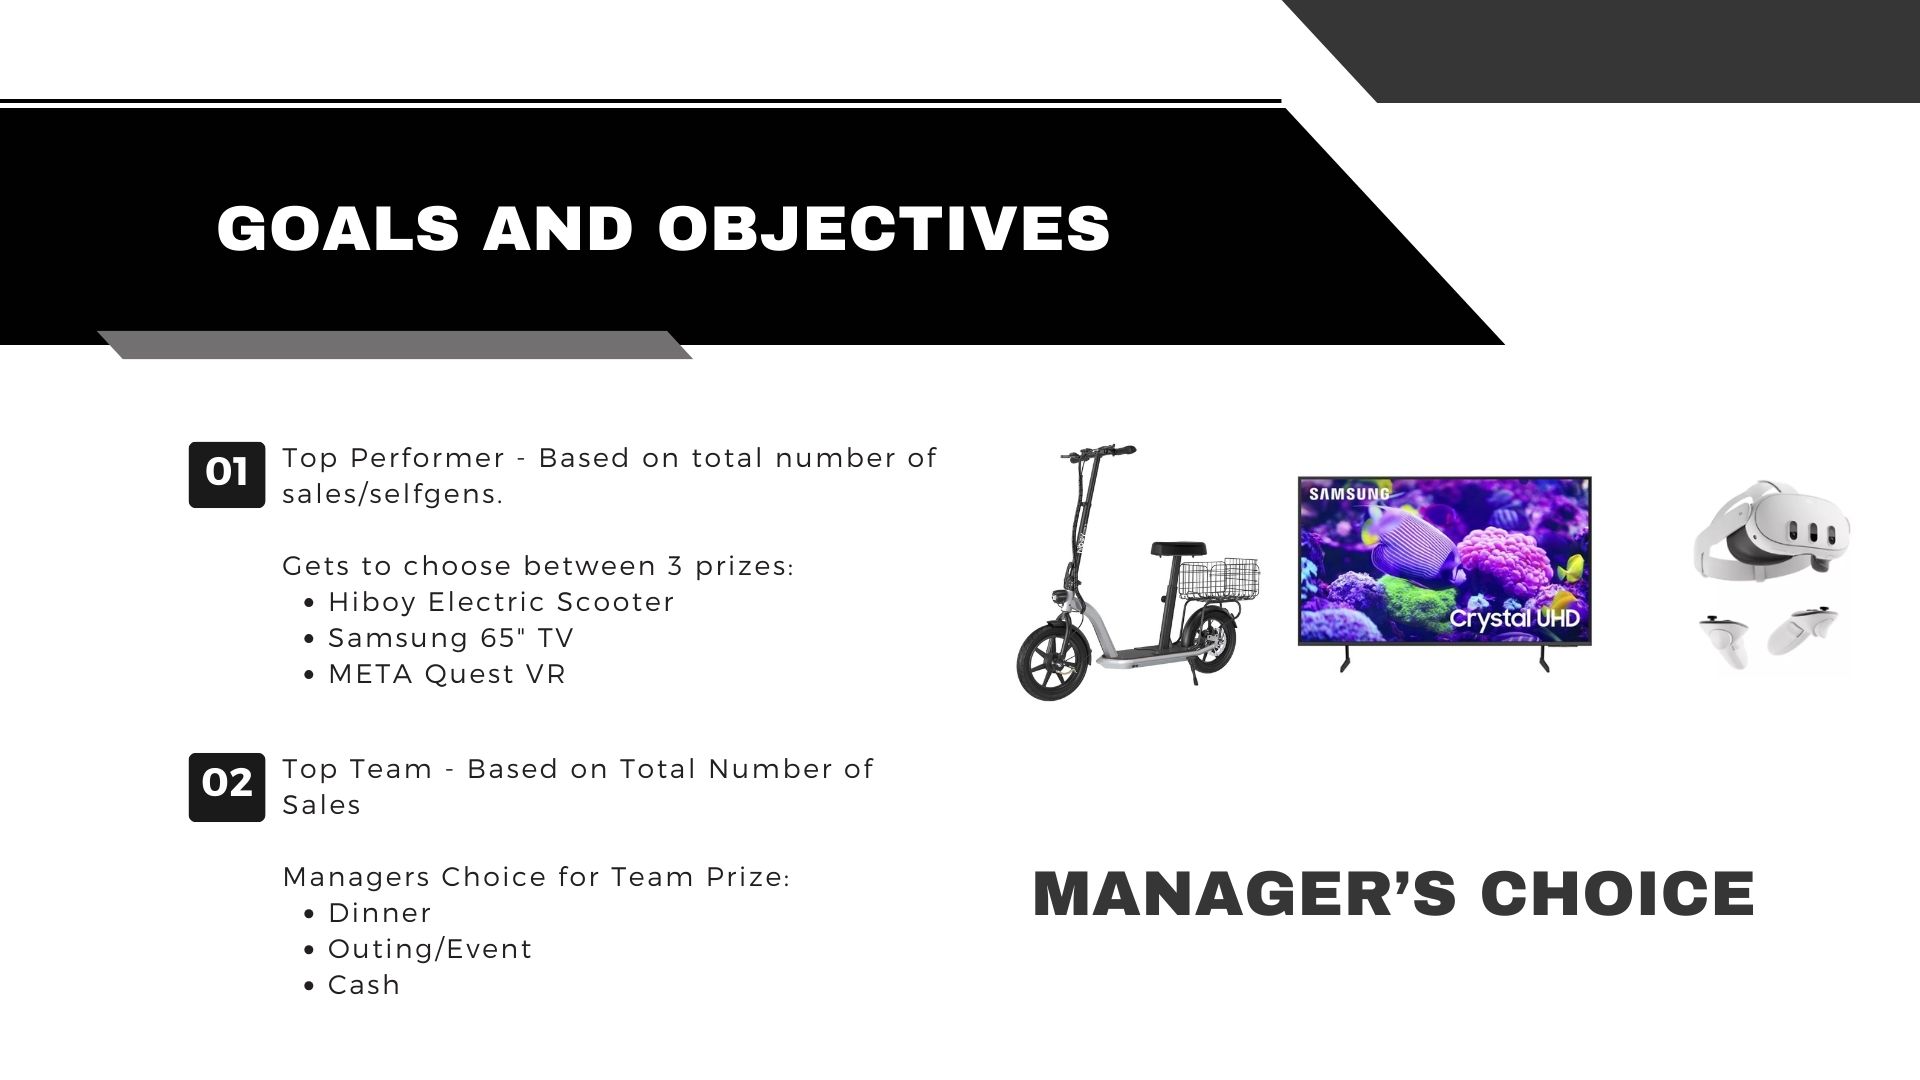 GOALS AND OBJECTIVES
01
Top Performer - Based on total number of
sales/selfgens.
Gets to choose between 3 prizes:
• Hiboy Electric Scooter
• Samsung 65" TV
• META Quest VR
SAMSUNG
Crystal UHD
02
Top Team - Based on Total Number of
Sales
Managers Choice for Team Prize:
• Dinner
• Outing/Event
• Cash
MANAGER’S CHOICE